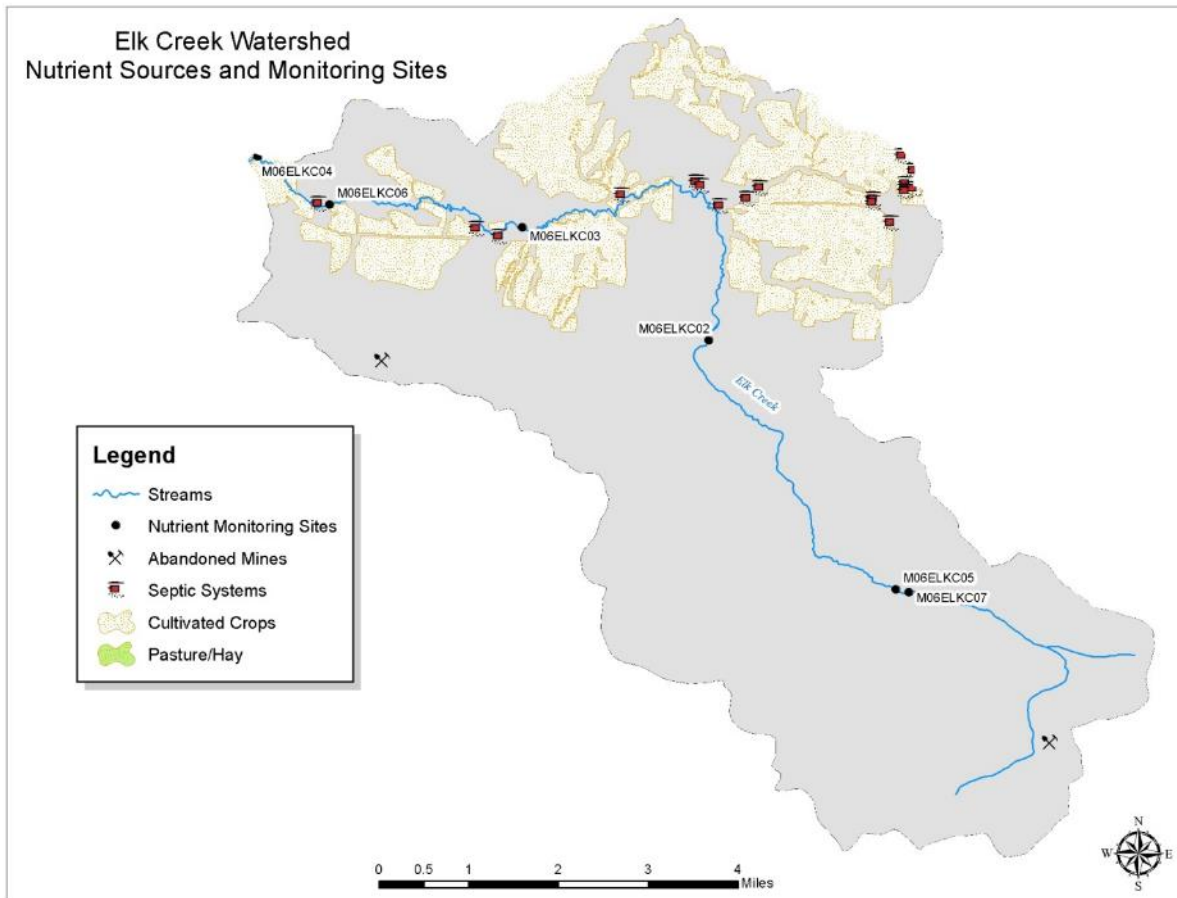 Elk Creek Watershed
Nutrient Sources and Monitoring Sites
M06ELKC04
M06ELKC06
M06ELKC03
M06ELKC02
Elk Creek
M06ELKC05
M06ELKC07
Legend
Streams
Nutrient Monitoring Sites
Abandoned Mines
Septic Systems
Cultivated Crops
Pasture/Hay
0 0.5 1 2 3 4
Miles
N
W E
S